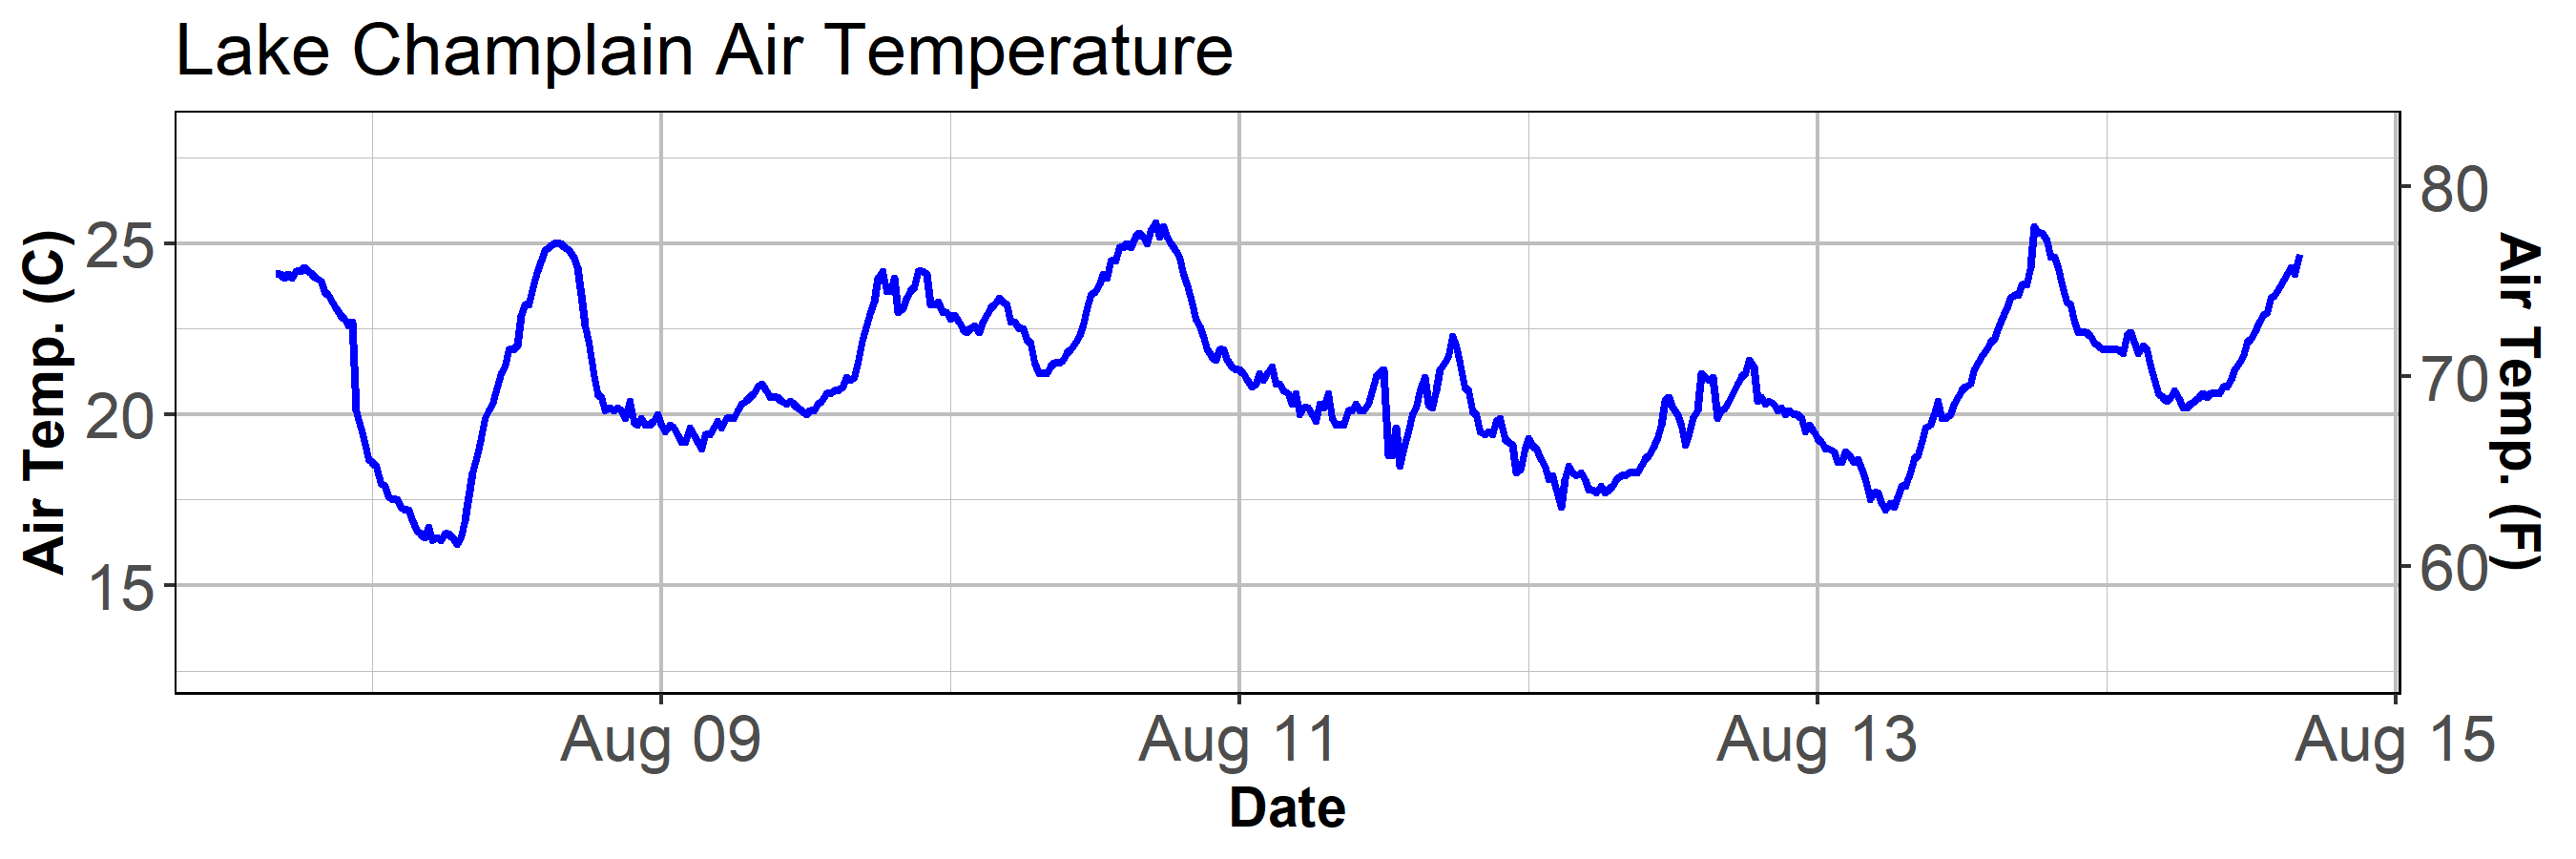 Lake Champlain Air Temperature
Air Temp. (C)
25
20
15
80
70
60
Air Temp. (F)
Aug 09 Aug 11 Aug 13 Aug 15
Date